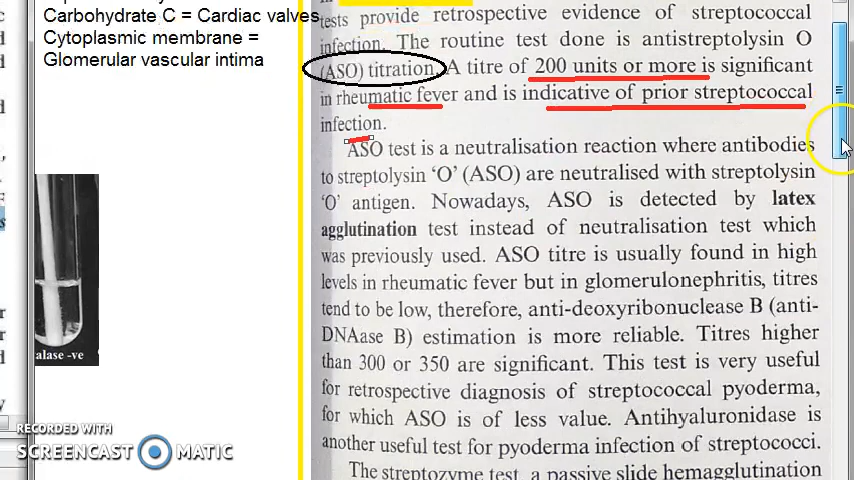 Carbohydrate C = Cardiac valves
Cytoplasmic membrane =
Glomerular vascular intima
tests provide retrospective evidence of streptococcal
infection. The routine test done is antistreptolysin O
(ASO) titration. A titre of 200 units or more is significant
in rheumatic fever and is indicative of prior streptococcal
infection.
ASO test is a neutralisation reaction where antibodies
to streptolysin 'O' (ASO) are neutralised with streptolysin
'O' antigen. Nowadays, ASO is detected by latex
agglutination test instead of neutralisation test which
was previously used. ASO titre is usually found in high
levels in rheumatic fever but in glomerulonephritis, titres
tend to be low, therefore, anti-deoxyribonuclease B (anti-
DNAase B) estimation is more reliable. Titres higher
than 300 or 350 are significant. This test is very useful
for retrospective diagnosis of streptococcal pyoderma,
for which ASO is of less value. Antihyaluronidase is
another useful test for pyoderma infection of streptococci.
The streptozyme test, a passive slide hemagglutination
alase -ve
RECORDED WITH
SCREENCAST MATIC